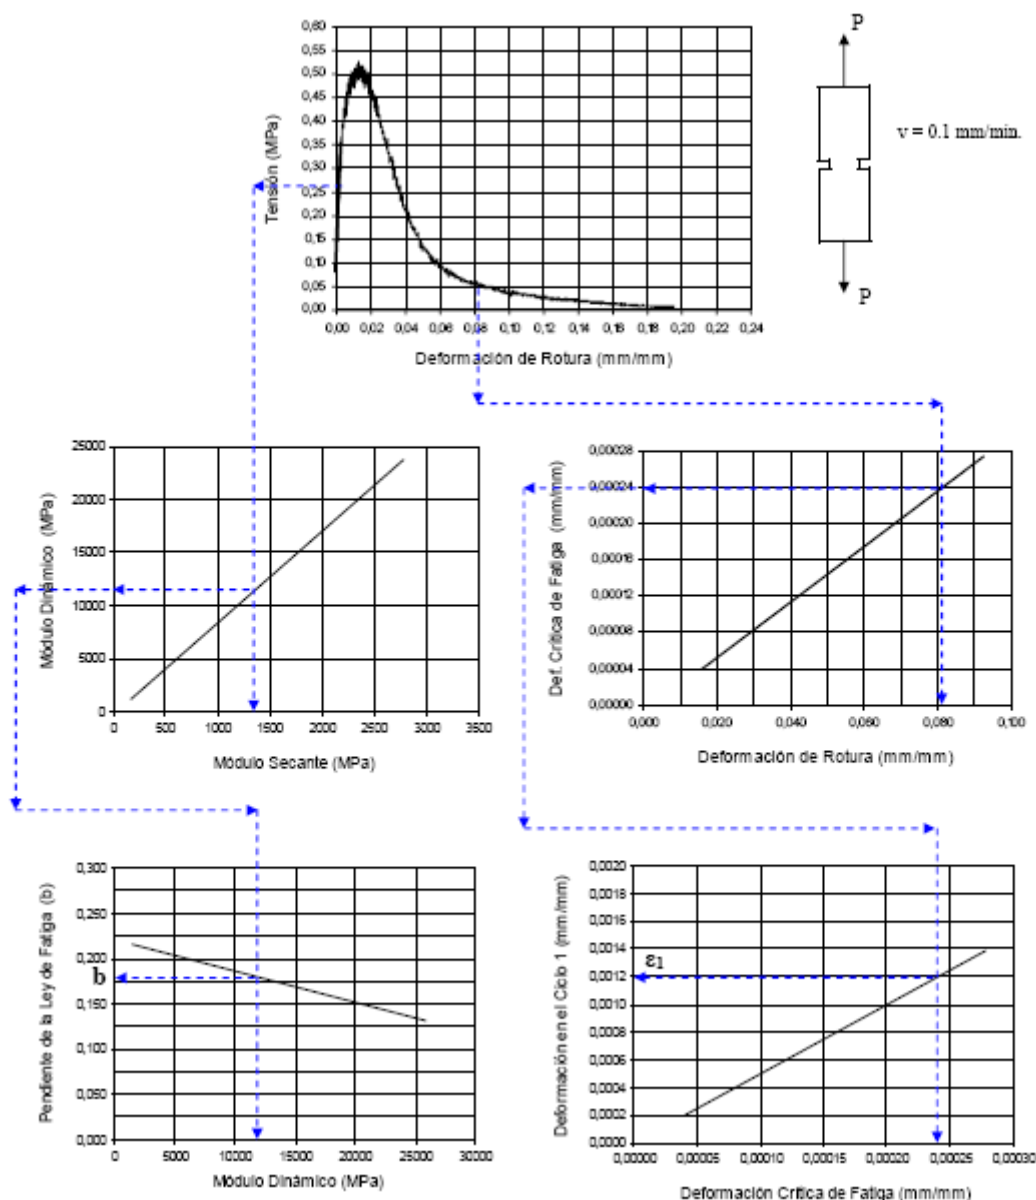 P
v = 0.1 mm/min.
P
Tensión (MPa)
0,60
0,55
0,50
0,45
0,40
0,35
0,30
0,25
0,20
0,15
0,10
0,05
0,00
0,00 0,02 0,04 0,06 0,08 0,10 0,12 0,14 0,16 0,18 0,20 0,22 0,24
Deformación de Rotura (mm/mm)
Módulo Dinámico (MPa)
25000
20000
15000
10000
5000
0
0 500 1000 1500 2000 2500 3000 3500
Módulo Secante (MPa)
Def. Crítica de Fatiga (mm/mm)
0,00028
0,00024
0,00020
0,00016
0,00012
0,00008
0,00004
0,00000
0,000 0,020 0,040 0,060 0,080 0,100
Deformación de Rotura (mm/mm)
Pendiente de la Ley de Fatiga (b)
0,300
0,250
0,200
b
0,150
0,100
0,050
0,000
0 5000 10000 15000 20000 25000 30000
Módulo Dinámico (MPa)
Deformación en el Ciclo 1 (mm/mm)
0,0020
0,0018
0,0016
0,0014
ε1
0,0012
0,0010
0,0008
0,0006
0,0004
0,0002
0,0000
0,00000 0,00005 0,00010 0,00015 0,00020 0,00025 0,00030
Deformación Crítica de Fatiga (mm/mm)